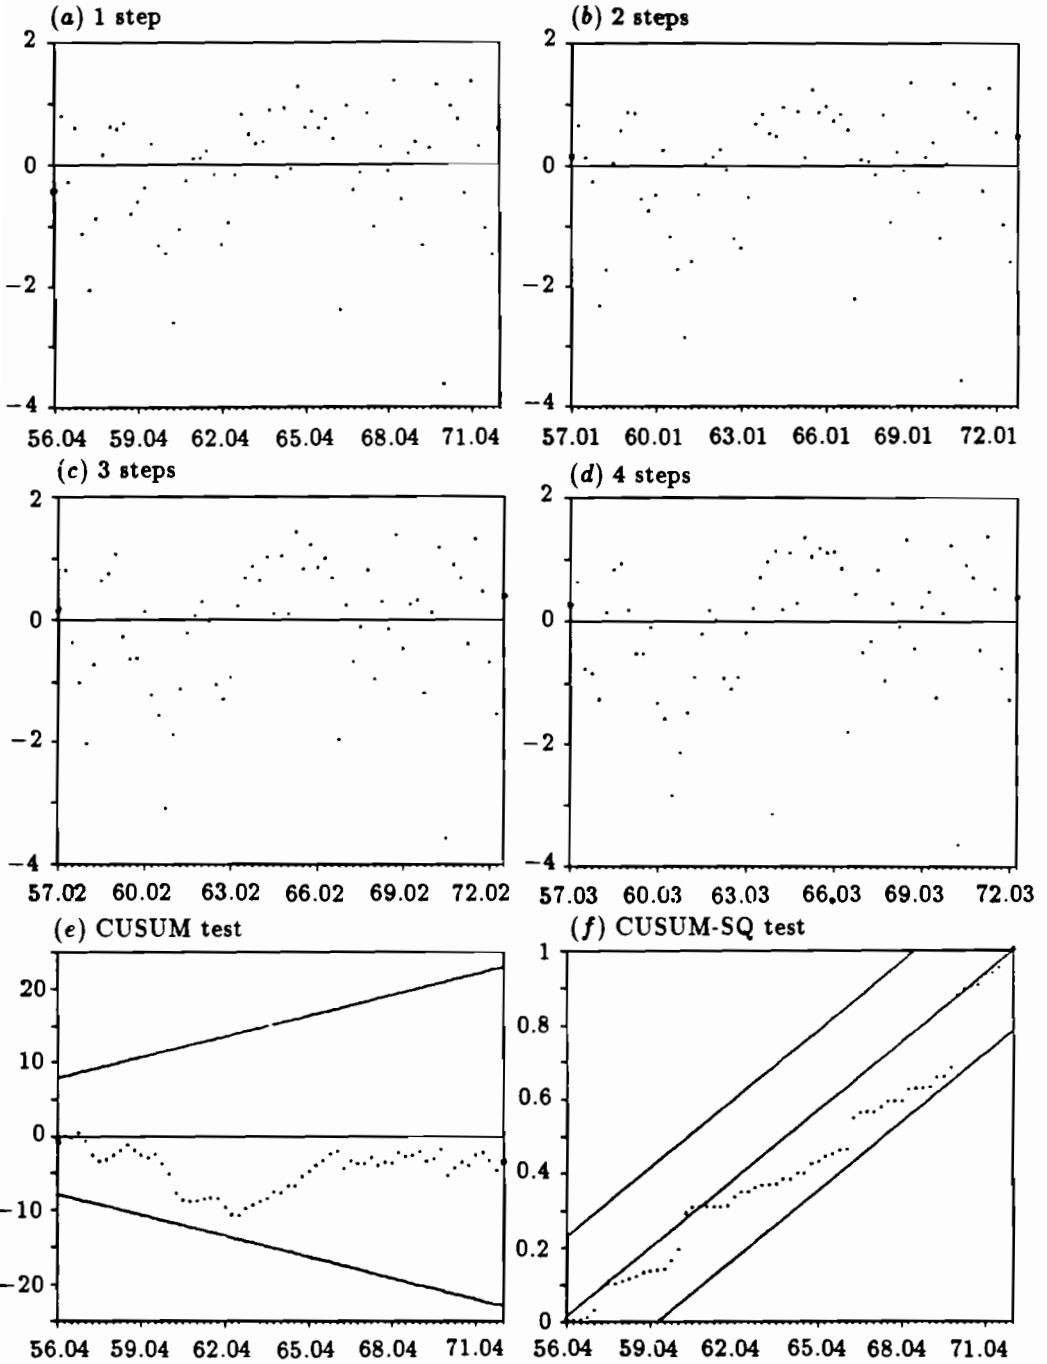 (a) 1 step
2
0
−2
−4
56.04 59.04 62.04 65.04 68.04 71.04
(b) 2 steps
2
0
−2
−4
57.01 60.01 63.01 66.01 69.01 72.01
(c) 3 steps
2
0
−2
−4
57.02 60.02 63.02 66.02 69.02 72.02
(d) 4 steps
2
0
−2
−4
57.03 60.03 63.03 66.03 69.03 72.03
(e) CUSUM test
20
10
0
−10
−20
56.04 59.04 62.04 65.04 68.04 71.04
(f) CUSUM-SQ test
1
0.8
0.6
0.4
0.2
0
56.04 59.04 62.04 65.04 68.04 71.04